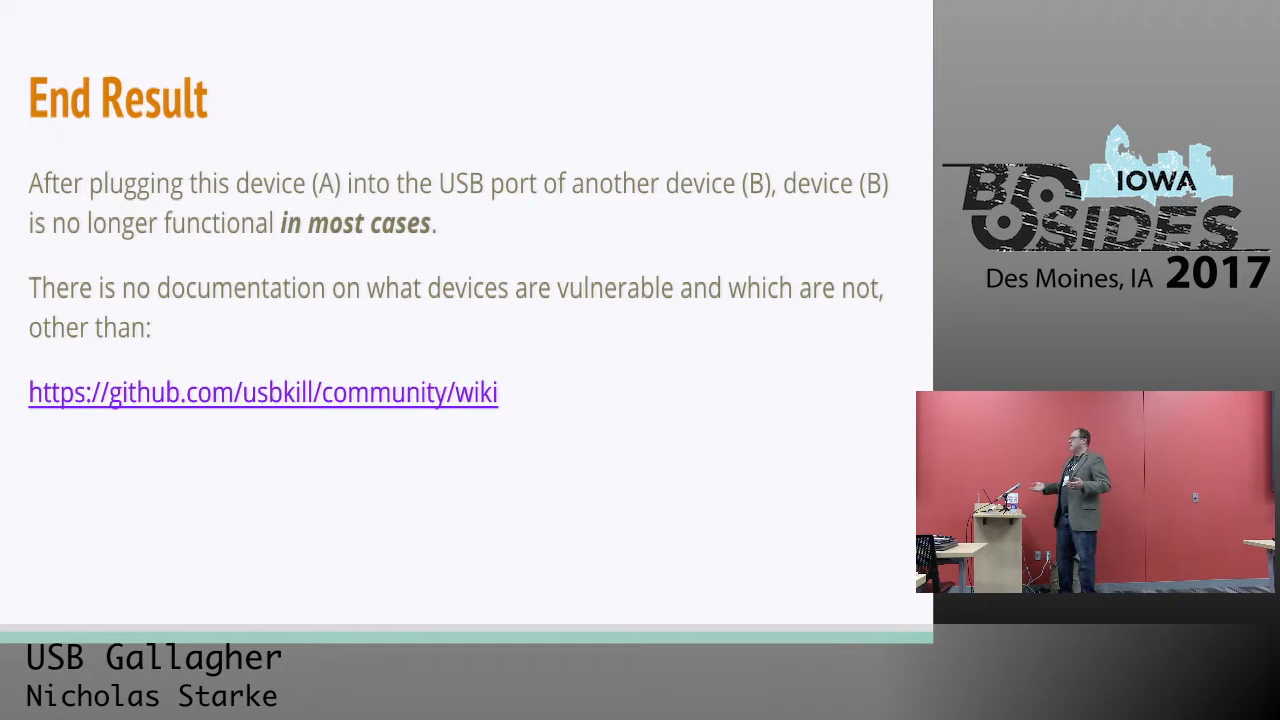 End Result
After plugging this device (A) into the USB port of another device (B), device (B)
is no longer functional in most cases.
There is no documentation on what devices are vulnerable and which are not,
other than:
https://github.com/usbkill/community/wiki
IOWA
BSIDES
Des Moines, IA 2017
USB Gallagher
Nicholas Starke